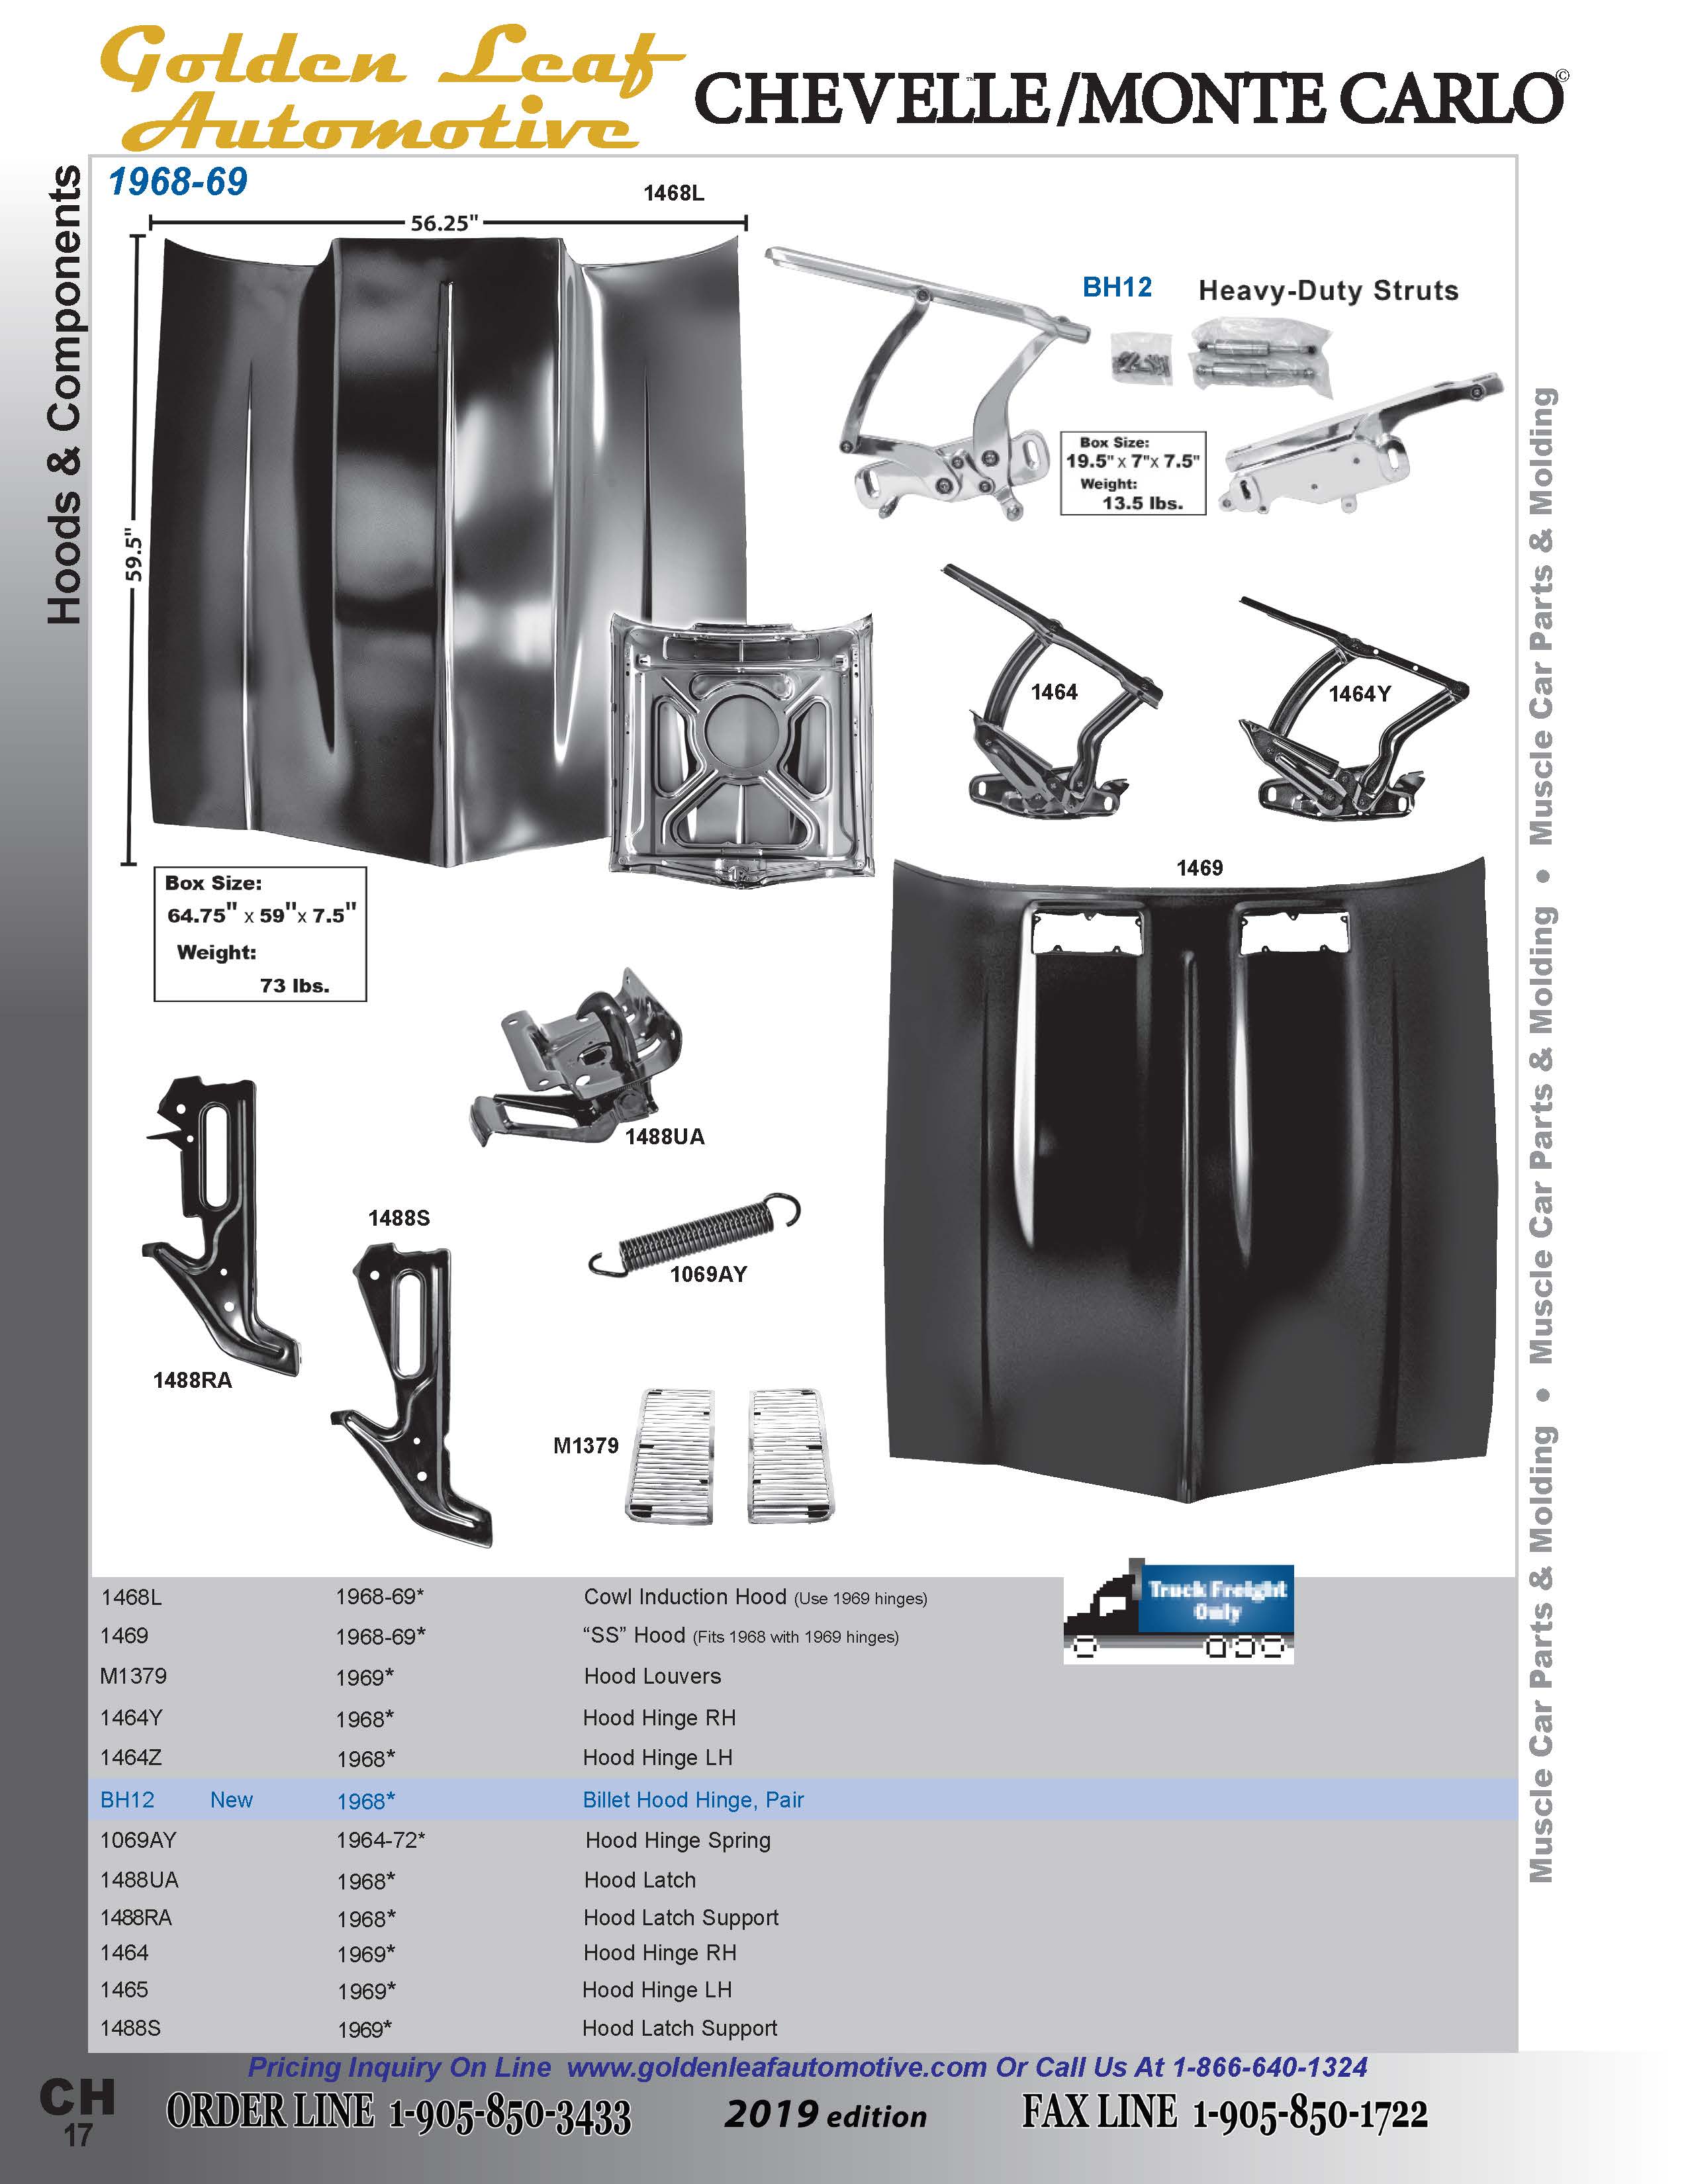 Golden Leaf
Automotive
CHEVELLE/MONTE CARLO©
™
Hoods & Components
1968-69
1468L
56.25"
59.5"
BH12 Heavy-Duty Struts
Box Size:
19.5" x 7"x 7.5"
Weight:
13.5 lbs.
1464
1464Y
1469
Box Size:
64.75" x 59"x 7.5"
Weight:
73 lbs.
1488UA
1488S
1069AY
1488RA
M1379
Muscle Car Parts & Molding • Muscle Car Parts & Molding • Muscle Car Parts & Molding
Truck Freight
Only
1468L 1968-69* Cowl Induction Hood (Use 1969 hinges)
1469 1968-69* “SS” Hood (Fits 1968 with 1969 hinges)
M1379 1969* Hood Louvers
1464Y 1968* Hood Hinge RH
1464Z 1968* Hood Hinge LH
BH12 New 1968* Billet Hood Hinge, Pair
1069AY 1964-72* Hood Hinge Spring
1488UA 1968* Hood Latch
1488RA 1968* Hood Latch Support
1464 1969* Hood Hinge RH
1465 1969* Hood Hinge LH
1488S 1969* Hood Latch Support
Pricing Inquiry On Line www.goldenleafautomotive.com Or Call Us At 1-866-640-1324
CH
17
ORDER LINE 1-905-850-3433 2019 edition FAX LINE 1-905-850-1722